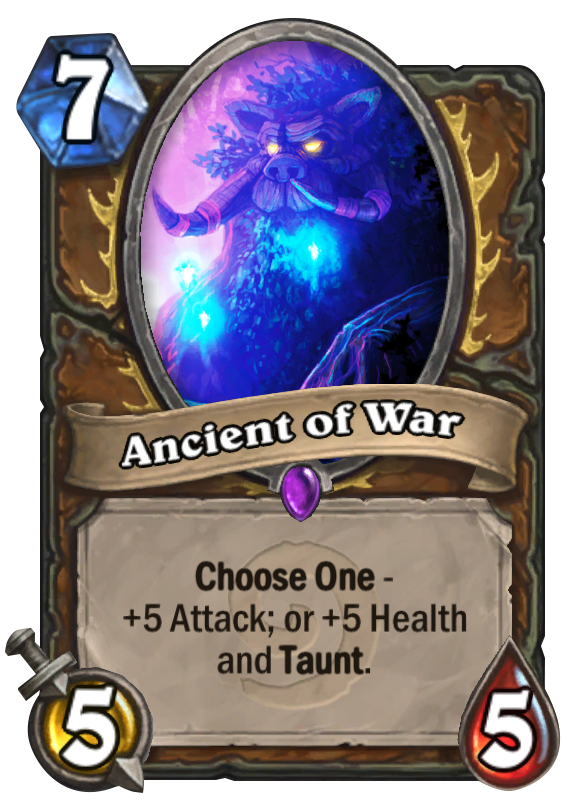 7
Ancient of War
Choose One -
+5 Attack; or +5 Health
and Taunt.
5
5